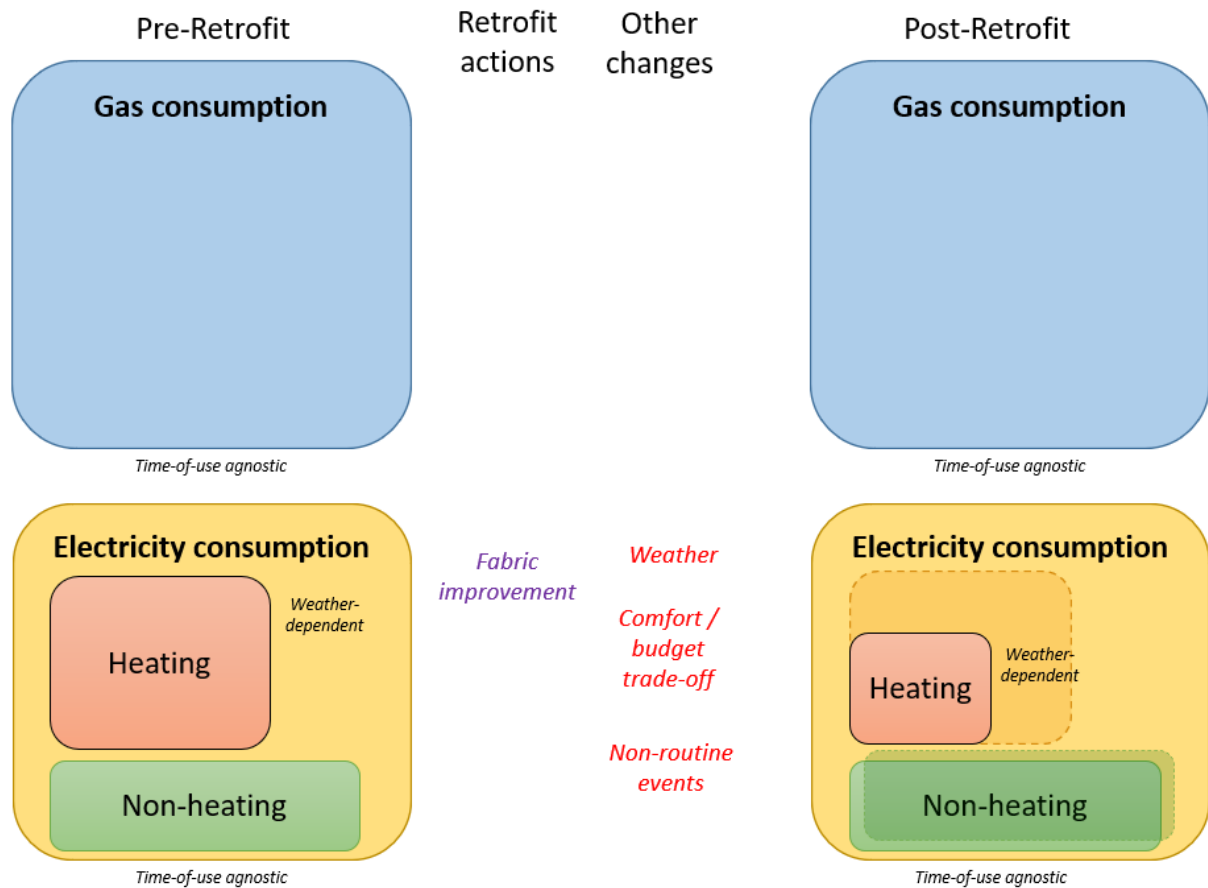 Pre-Retrofit
Retrofit
actions
Other
changes
Post-Retrofit
Gas consumption
Time-of-use agnostic
Gas consumption
Time-of-use agnostic
Electricity consumption
Heating
Weather-
dependent
Non-heating
Time-of-use agnostic
Fabric
improvement
Weather
Comfort /
budget
trade-off
Non-routine
events
Electricity consumption
Heating
Weather-
dependent
Non-heating
Time-of-use agnostic